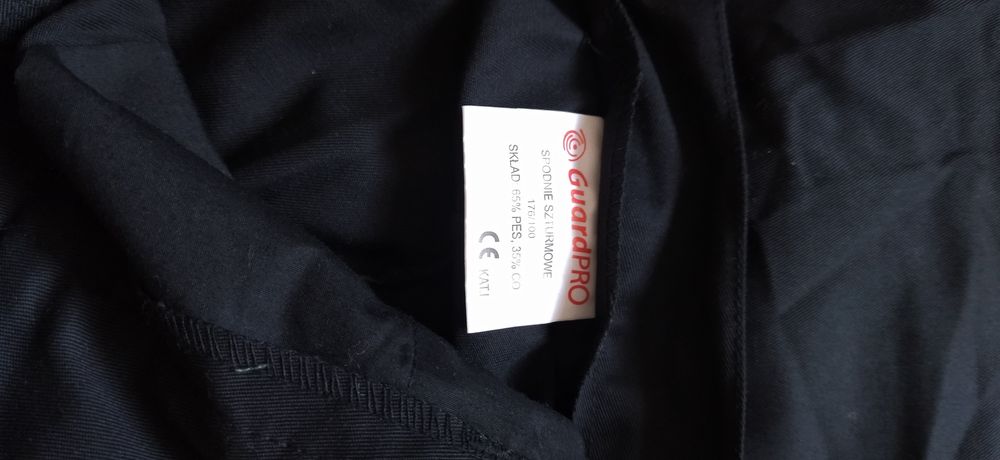 GuardPRO
SPODNIE SZTURMOWE
176/100
SKŁAD 65% PES, 35% CO
CE KAT.I